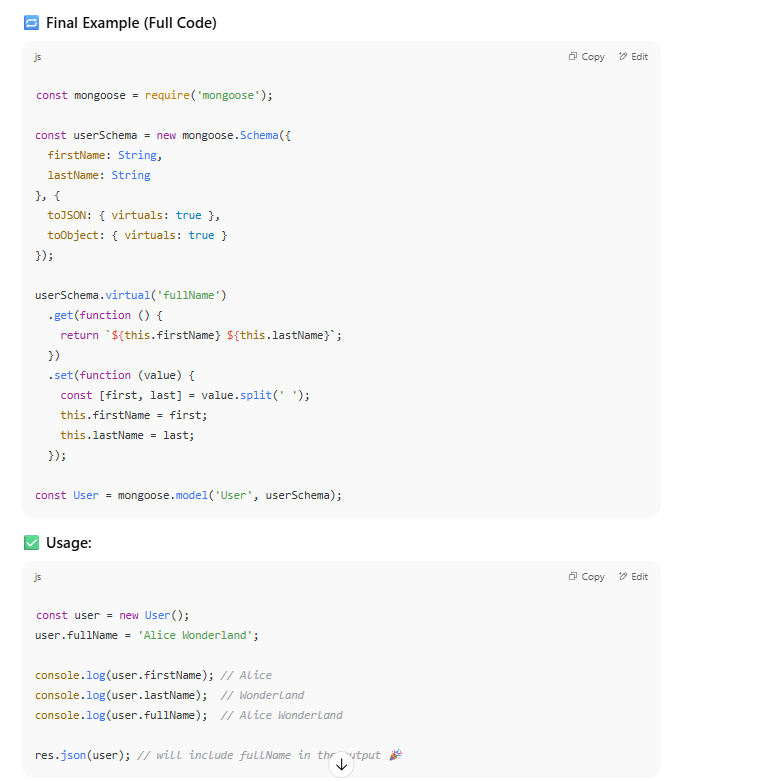 Final Example (Full Code)
js Copy Edit
const mongoose = require('mongoose');
const userSchema = new mongoose.Schema({
  firstName: String,
  lastName: String
}, {
  toJSON: { virtuals: true },
  toObject: { virtuals: true }
});
userSchema.virtual('fullName')
  .get(function () {
    return `${this.firstName} ${this.lastName}`;
  })
  .set(function (value) {
    const [first, last] = value.split(' ');
    this.firstName = first;
    this.lastName = last;
  });
const User = mongoose.model('User', userSchema);
Usage:
js Copy Edit
const user = new User();
user.fullName = 'Alice Wonderland';
console.log(user.firstName); // Alice
console.log(user.lastName);  // Wonderland
console.log(user.fullName);  // Alice Wonderland
res.json(user); // will include fullName in the output 🎉